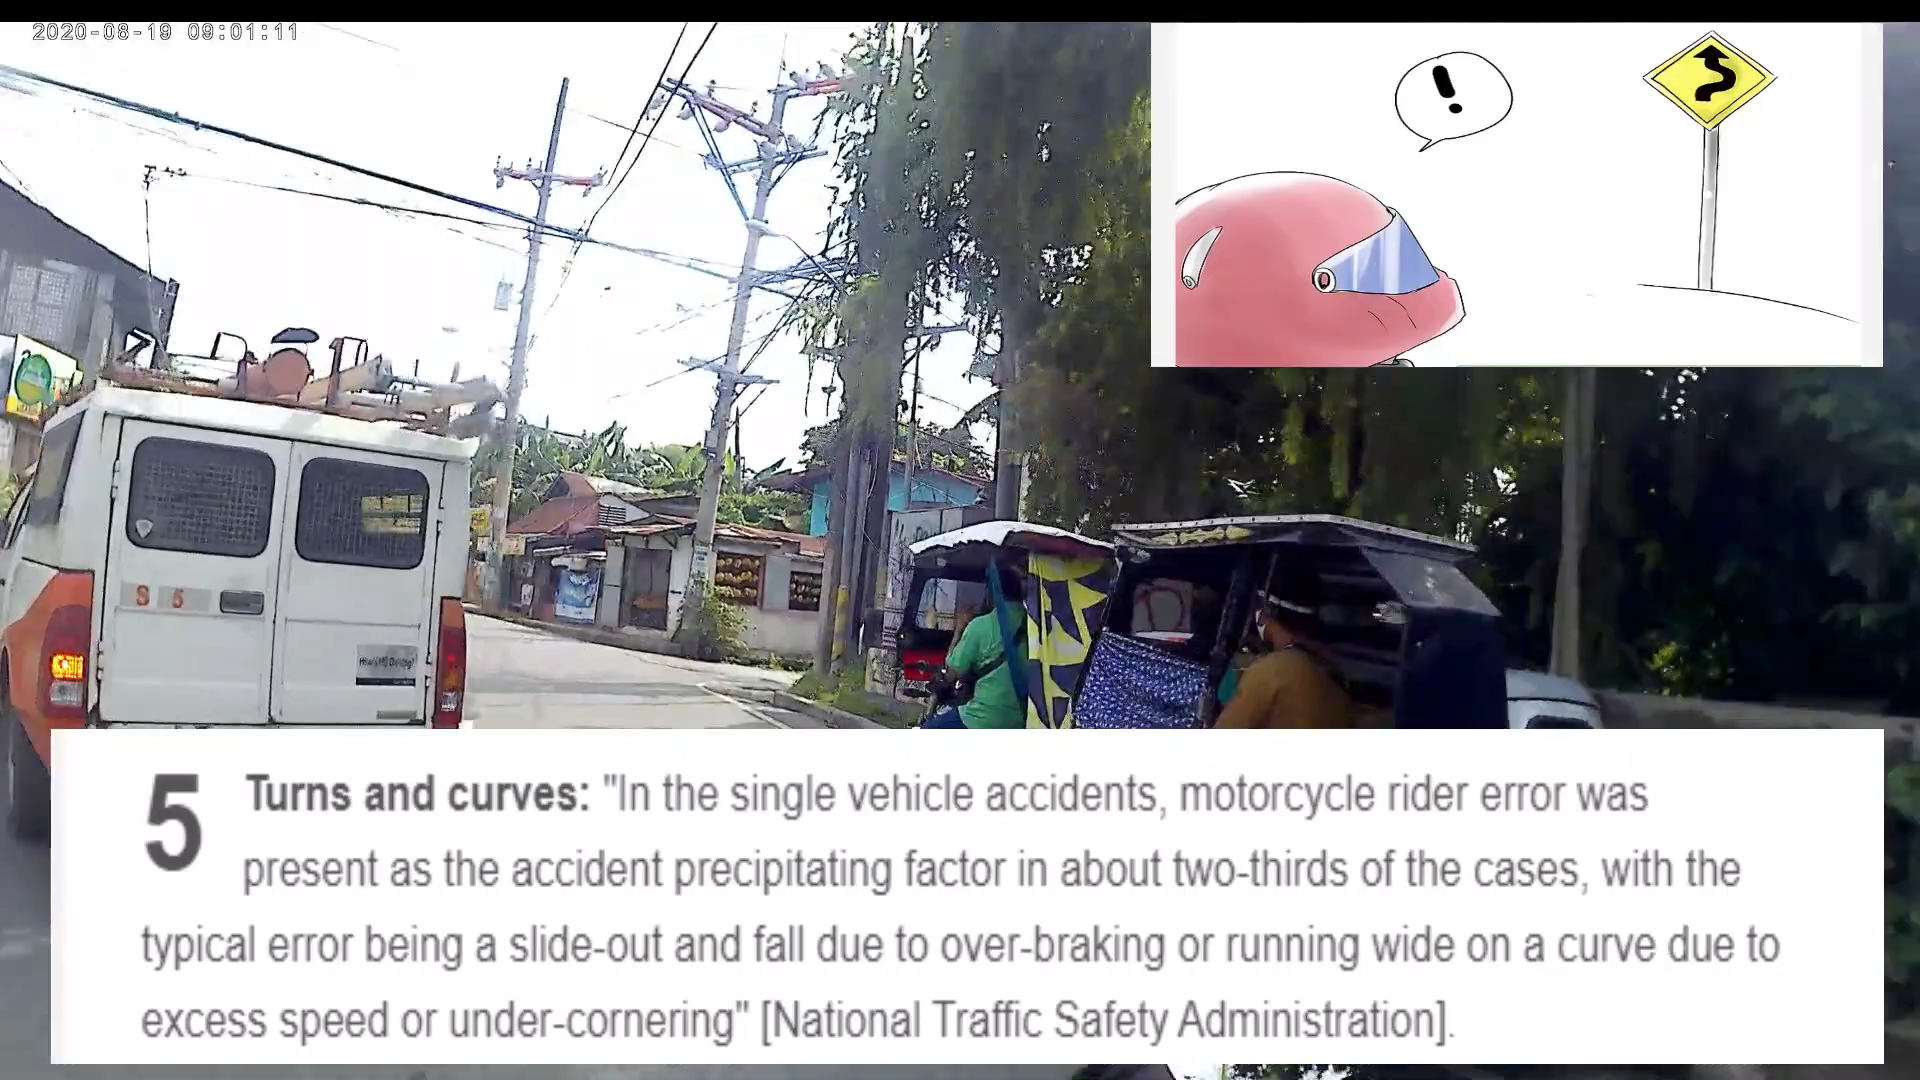 2020-08-19 09:01:11
!
S 5
5 Turns and curves: "In the single vehicle accidents, motorcycle rider error was
present as the accident precipitating factor in about two-thirds of the cases, with the
typical error being a slide-out and fall due to over-braking or running wide on a curve due to
excess speed or under-cornering" [National Traffic Safety Administration].